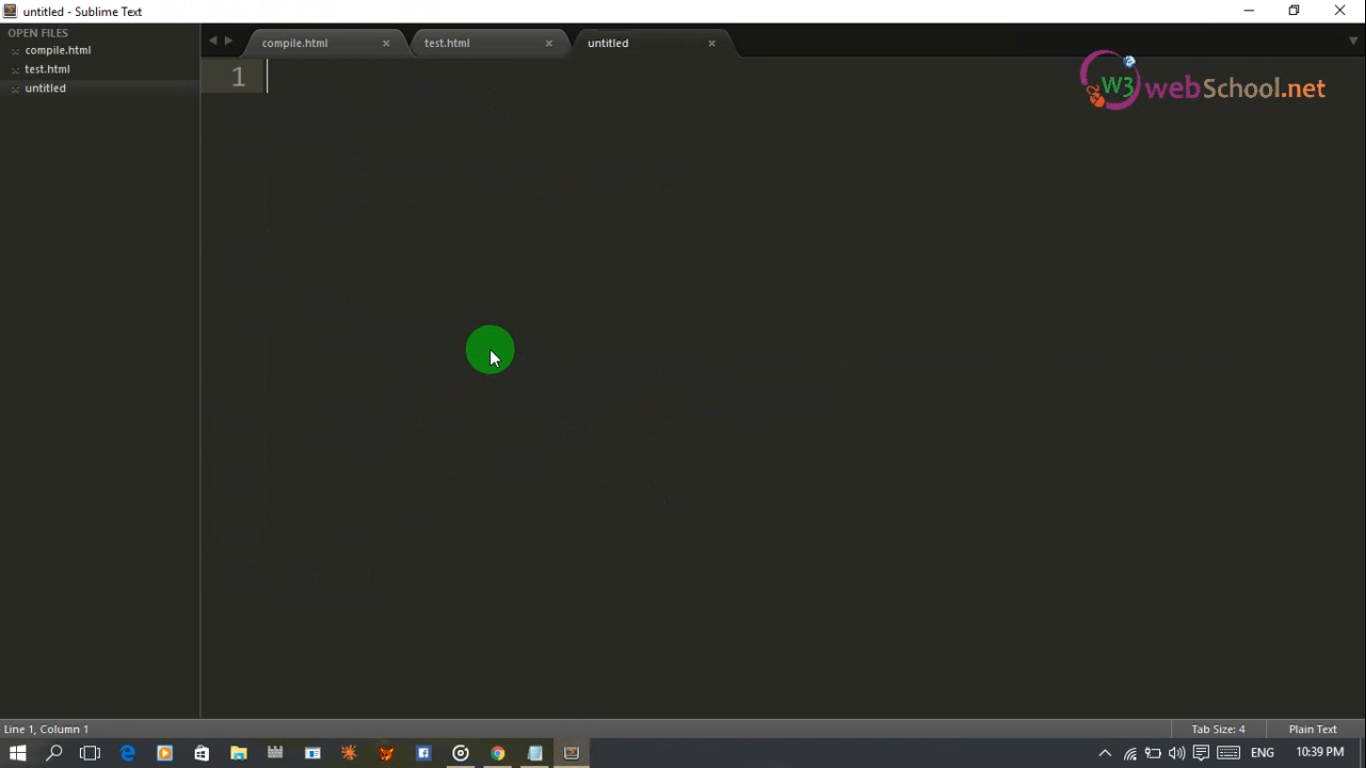 untitled - Sublime Text
OPEN FILES
compile.html
test.html
untitled
compile.html
test.html
untitled
1
W3 webSchool.net
Line 1, Column 1
Tab Size: 4
Plain Text
ENG
10:39 PM